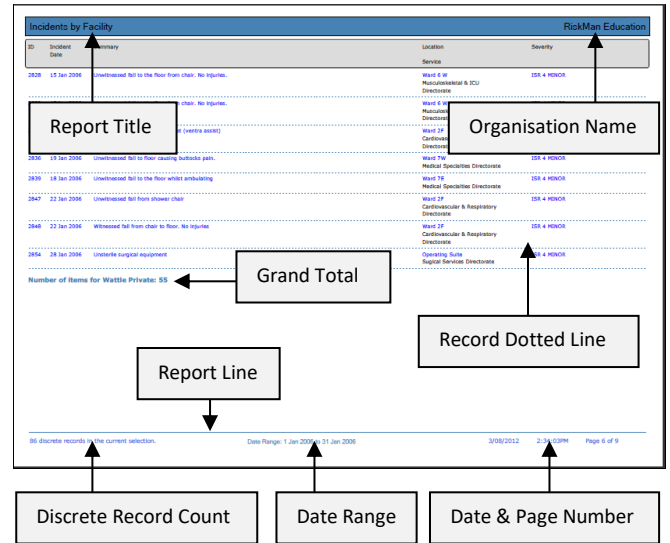 Incidents by Facility RiskMan Education
ID Incident Date Summary Location Severity
Service
2828 15 Jan 2006 Unwitnessed fall to the floor from chair. No injuries. Ward 6 W ISR 4 MINOR
Musculoskeletal & ICU
Directorate
chair. No injuries. Ward 6 W
Report Title Organisation Name
(ventra assist) Ward 2F
2836 19 Jan 2006 Unwitnessed fall to floor causing buttocks pain. Ward 7W ISR 4 MINOR
Medical Specialties Directorate
2839 18 Jan 2006 Unwitnessed fall to the floor whilst ambulating Ward 7E ISR 4 MINOR
Medical Specialties Directorate
2847 22 Jan 2006 Unwitnessed fall from shower chair Ward 2F ISR 4 MINOR
Cardiovascular & Respiratory
Directorate
2848 22 Jan 2006 Witnessed fall from chair to floor. No injuries Ward 2F ISR 4 MINOR
Cardiovascular & Respiratory
Directorate
2854 28 Jan 2006 Unsterile surgical equipment Operating Suite ISR 4 MINOR
Sugical Services Directorate
Number of items for Wattle Private: 55
Grand Total
Record Dotted Line
Report Line
86 discrete records in the current selection. Date Range: 1 Jan 2006 to 31 Jan 2006 3/08/2012 2:34:03PM Page 6 of 9
Discrete Record Count Date Range Date & Page Number